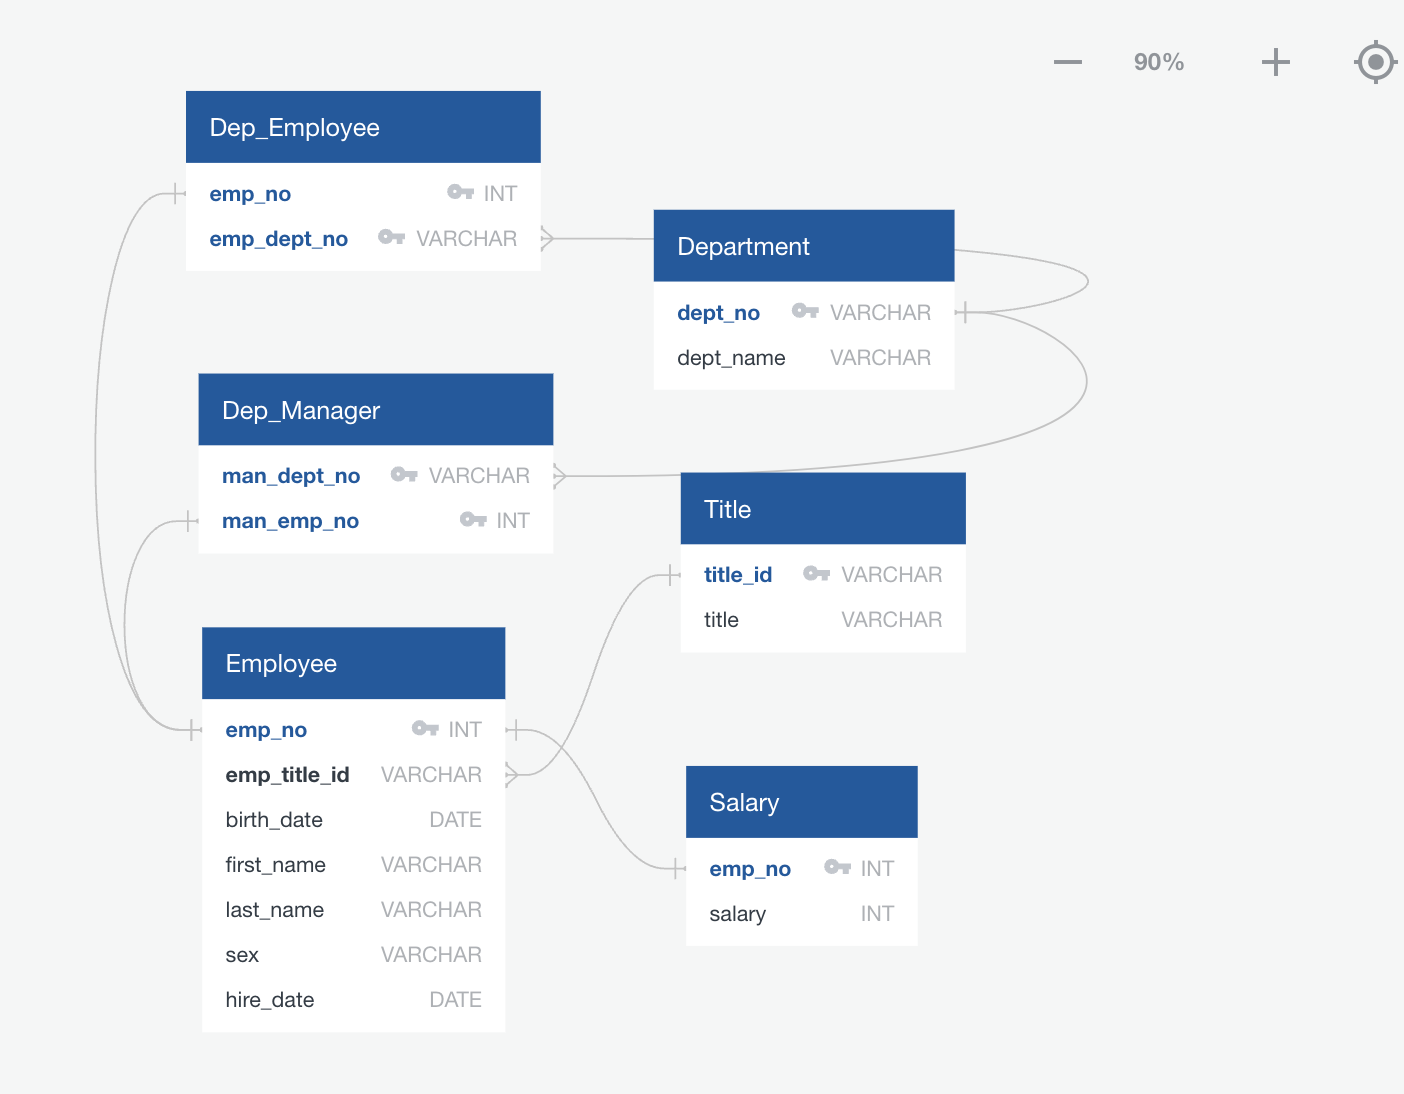 90%
Dep_Employee
emp_no INT
emp_dept_no VARCHAR
Department
dept_no VARCHAR
dept_name VARCHAR
Dep_Manager
man_dept_no VARCHAR
man_emp_no INT
Title
title_id VARCHAR
title VARCHAR
Employee
emp_no INT
emp_title_id VARCHAR
birth_date DATE
first_name VARCHAR
last_name VARCHAR
sex VARCHAR
hire_date DATE
Salary
emp_no INT
salary INT